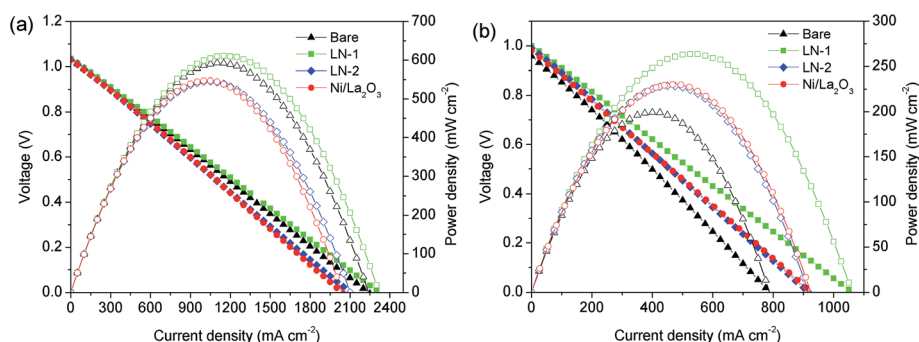 (a)
1.2
1.0
0.8
0.6
0.4
0.2
0.0
Voltage (V)
0 300 600 900 1200 1500 1800 2100 2400
Current density (mA cm⁻²)
700
600
500
400
300
200
100
0
Power density (mW cm⁻²)
Bare
LN-1
LN-2
Ni/La₂O₃
(b)
1.0
0.8
0.6
0.4
0.2
0.0
Voltage (V)
0 200 400 600 800 1000
Current density (mA cm⁻²)
300
250
200
150
100
50
0
Power density (mW cm⁻²)
Bare
LN-1
LN-2
Ni/La₂O₃